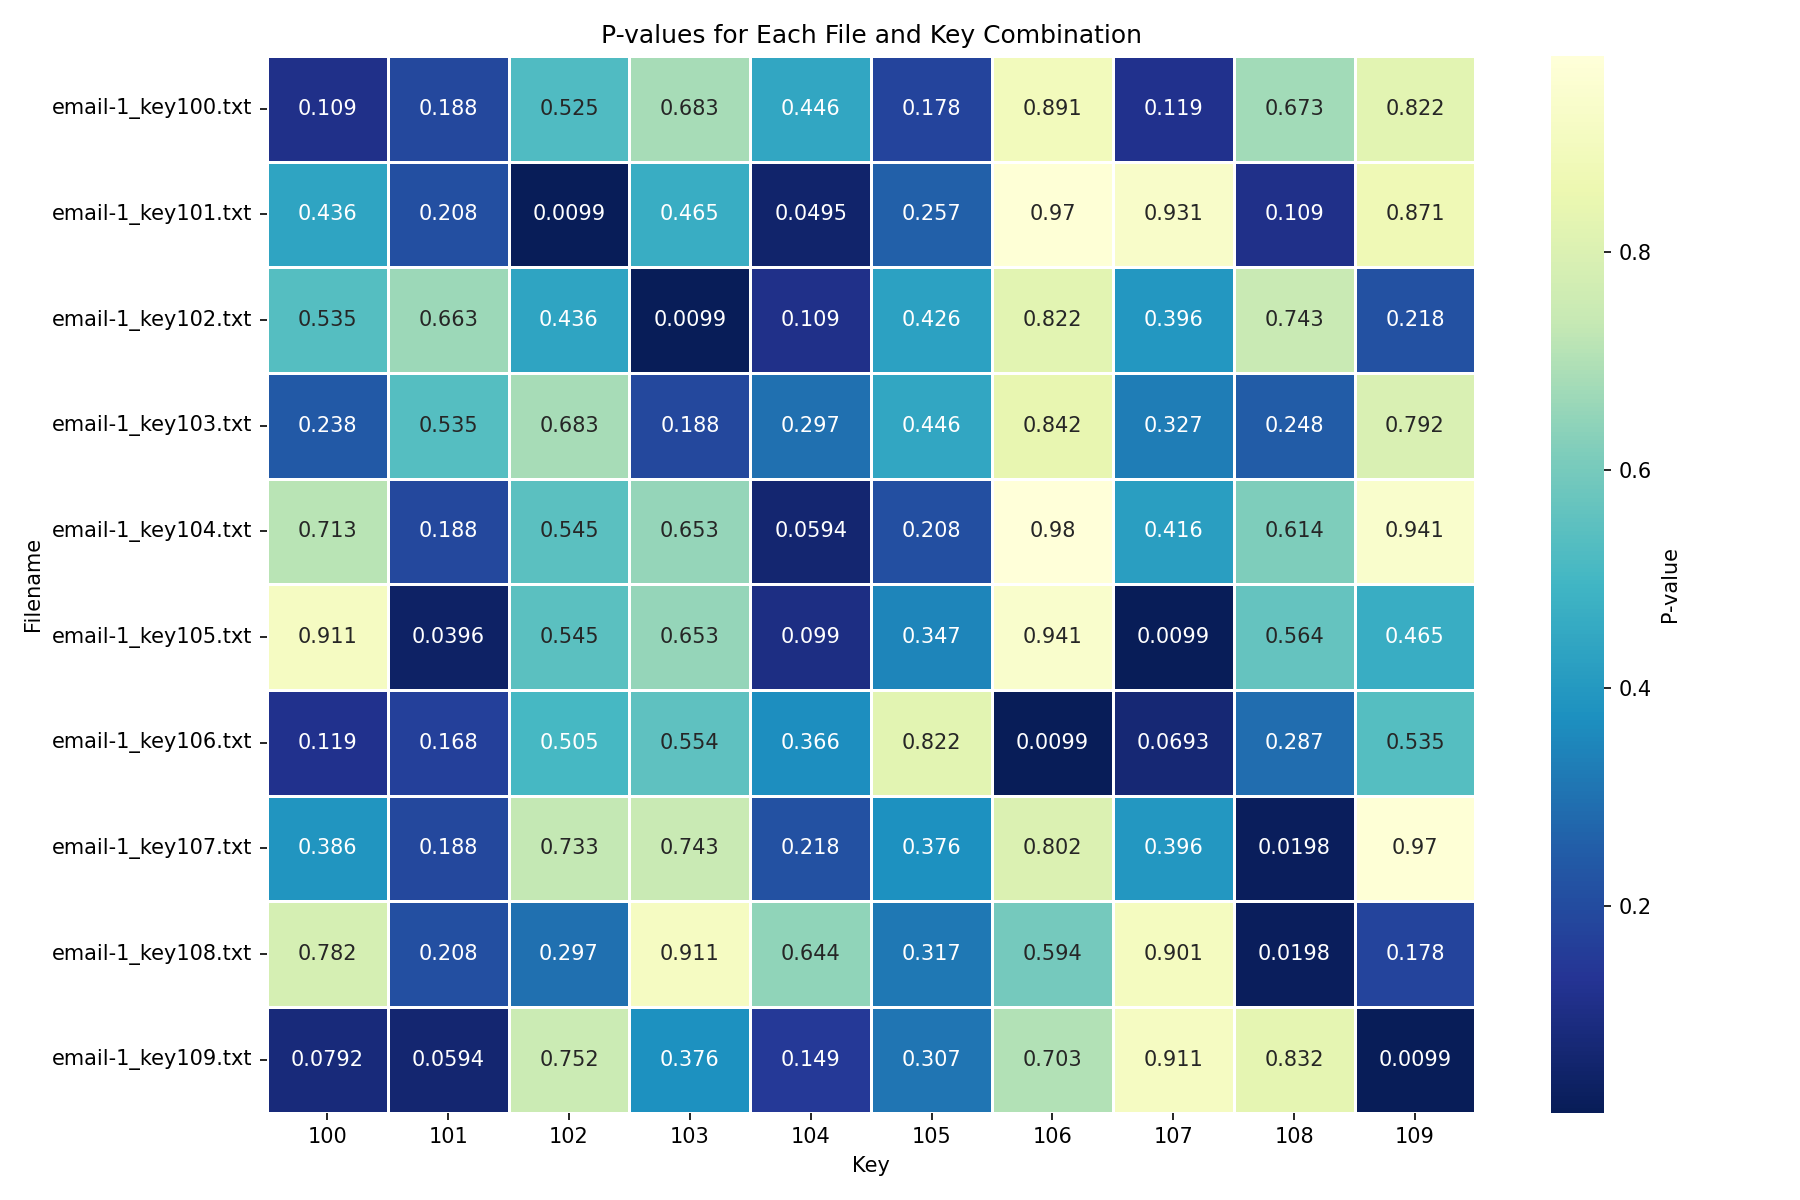 P-values for Each File and Key Combination
email-1_key100.txt 0.109 0.188 0.525 0.683 0.446 0.178 0.891 0.119 0.673 0.822
email-1_key101.txt 0.436 0.208 0.0099 0.465 0.0495 0.257 0.97 0.931 0.109 0.871
email-1_key102.txt 0.535 0.663 0.436 0.0099 0.109 0.426 0.822 0.396 0.743 0.218
email-1_key103.txt 0.238 0.535 0.683 0.188 0.297 0.446 0.842 0.327 0.248 0.792
email-1_key104.txt 0.713 0.188 0.545 0.653 0.0594 0.208 0.98 0.416 0.614 0.941
email-1_key105.txt 0.911 0.0396 0.545 0.653 0.099 0.347 0.941 0.0099 0.564 0.465
email-1_key106.txt 0.119 0.168 0.505 0.554 0.366 0.822 0.0099 0.0693 0.287 0.535
email-1_key107.txt 0.386 0.188 0.733 0.743 0.218 0.376 0.802 0.396 0.0198 0.97
email-1_key108.txt 0.782 0.208 0.297 0.911 0.644 0.317 0.594 0.901 0.0198 0.178
email-1_key109.txt 0.0792 0.0594 0.752 0.376 0.149 0.307 0.703 0.911 0.832 0.0099
100 101 102 103 104 105 106 107 108 109
Key
Filename
0.8
0.6
0.4
0.2
P-value